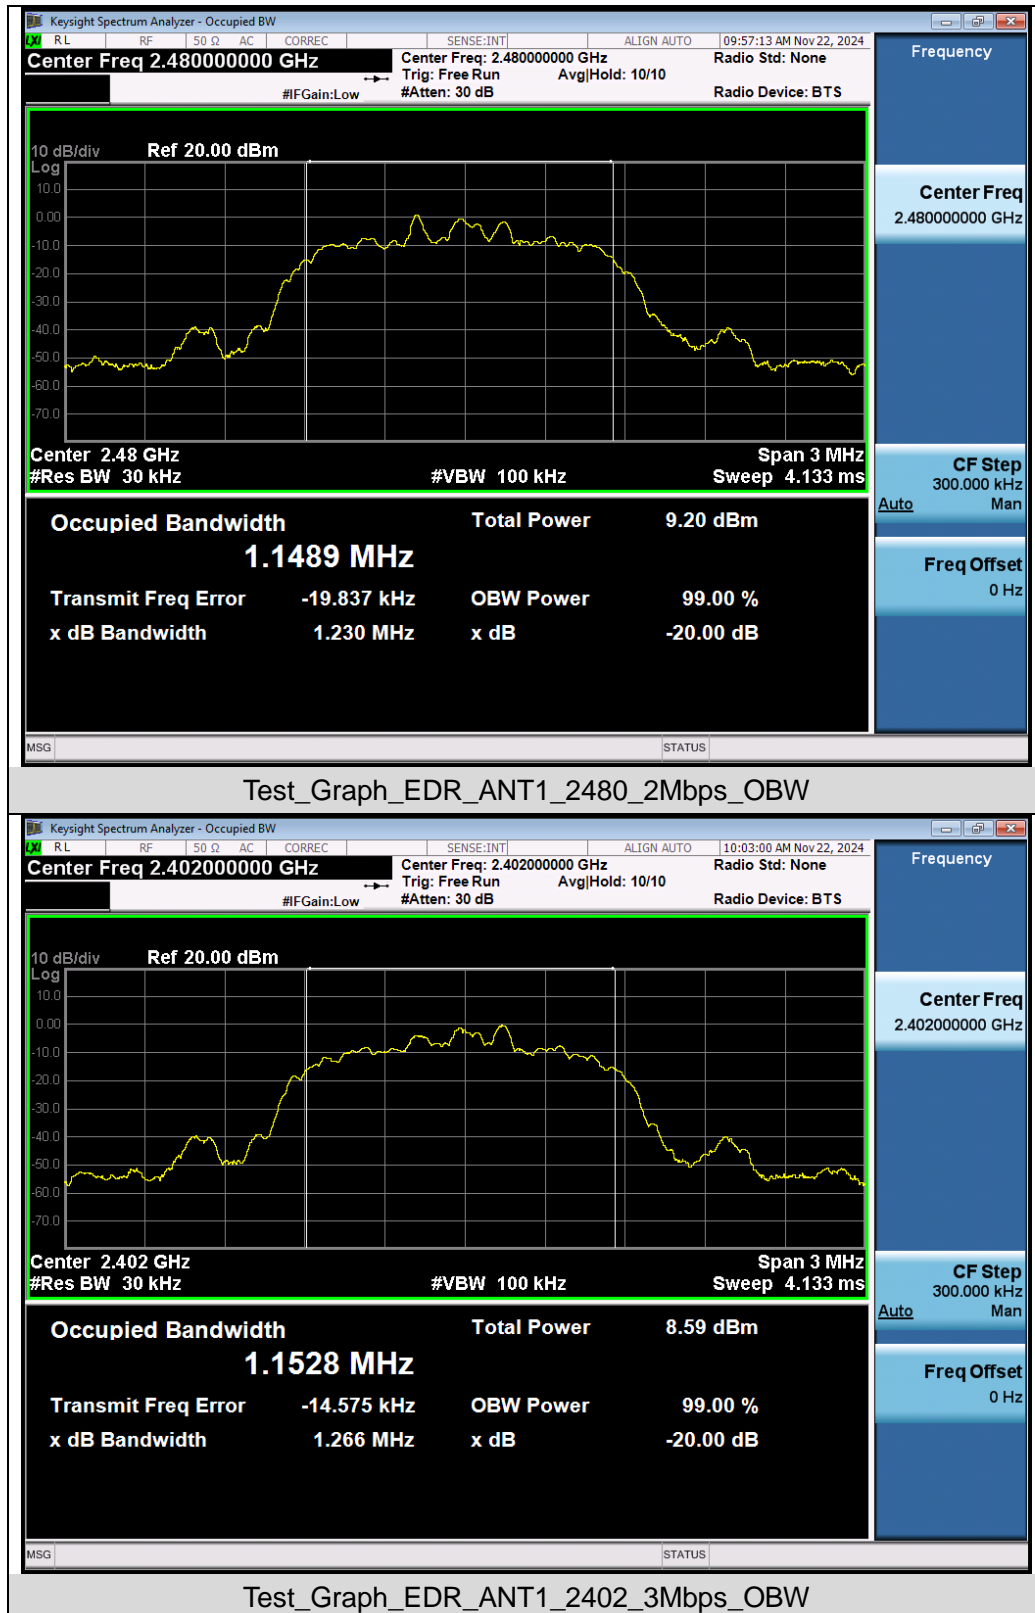 Keysight Spectrum Analyzer - Occupied BW
LXI RL RF 50 Ω AC CORREC SENSE:INT ALIGN AUTO 09:57:13 AM Nov 22, 2024
Center Freq 2.480000000 GHz Center Freq: 2.480000000 GHz Radio Std: None
Trig: Free Run Avg|Hold: 10/10
#IFGain:Low #Atten: 30 dB Radio Device: BTS
Frequency
10 dB/div Ref 20.00 dBm
Log
10.0
0.00
-10.0
-20.0
-30.0
-40.0
-50.0
-60.0
-70.0
Center Freq
2.480000000 GHz
Center 2.48 GHz Span 3 MHz
#Res BW 30 kHz #VBW 100 kHz Sweep 4.133 ms
CF Step
300.000 kHz
Auto Man
Occupied Bandwidth Total Power 9.20 dBm
1.1489 MHz
Transmit Freq Error -19.837 kHz OBW Power 99.00 %
x dB Bandwidth 1.230 MHz x dB -20.00 dB
Freq Offset
0 Hz
MSG STATUS
Test_Graph_EDR_ANT1_2480_2Mbps_OBW
Keysight Spectrum Analyzer - Occupied BW
LXI RL RF 50 Ω AC CORREC SENSE:INT ALIGN AUTO 10:03:00 AM Nov 22, 2024
Center Freq 2.402000000 GHz Center Freq: 2.402000000 GHz Radio Std: None
Trig: Free Run Avg|Hold: 10/10
#IFGain:Low #Atten: 30 dB Radio Device: BTS
Frequency
10 dB/div Ref 20.00 dBm
Log
10.0
0.00
-10.0
-20.0
-30.0
-40.0
-50.0
-60.0
-70.0
Center Freq
2.402000000 GHz
Center 2.402 GHz Span 3 MHz
#Res BW 30 kHz #VBW 100 kHz Sweep 4.133 ms
CF Step
300.000 kHz
Auto Man
Occupied Bandwidth Total Power 8.59 dBm
1.1528 MHz
Transmit Freq Error -14.575 kHz OBW Power 99.00 %
x dB Bandwidth 1.266 MHz x dB -20.00 dB
Freq Offset
0 Hz
MSG STATUS
Test_Graph_EDR_ANT1_2402_3Mbps_OBW